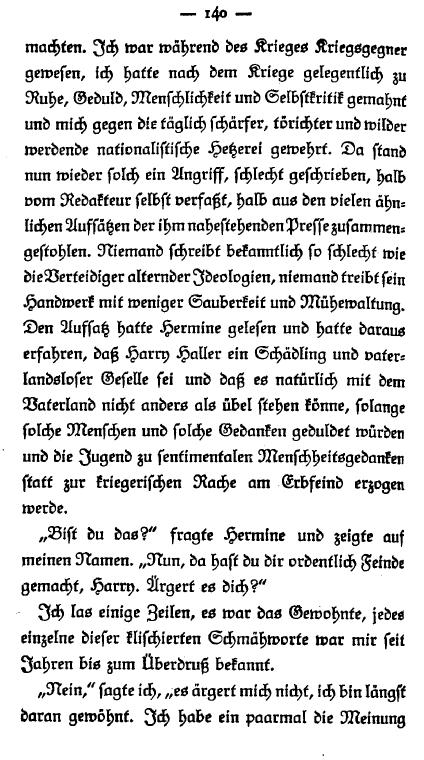 — 140 —
machten. Ich war während des Krieges Kriegsgegner
gewesen, ich hatte nach dem Kriege gelegentlich zu
Ruhe, Geduld, Menschlichkeit und Selbstkritik gemahnt
und mich gegen die täglich schärfer, törichter und wilder
werdende nationalistische Hetzerei gewehrt. Da stand
nun wieder solch ein Angriff, schlecht geschrieben, halb
vom Redakteur selbst verfaßt, halb aus den vielen ähn-
lichen Aufsätzen der ihm nahestehenden Presse zusammen-
gestohlen. Niemand schreibt bekanntlich so schlecht wie
die Verteidiger alternder Ideologien, niemand treibt sein
Handwerk mit weniger Sauberkeit und Mühewaltung.
Den Aufsatz hatte Hermine gelesen und hatte daraus
erfahren, daß Harry Haller ein Schädling und vater-
landsloser Geselle sei und daß es natürlich mit dem
Vaterland nicht anders als übel stehen könne, solange
solche Menschen und solche Gedanken geduldet würden
und die Jugend zu sentimentalen Menschheitsgedanken
statt zur kriegerischen Rache am Erbfeind erzogen
werde.
„Bist du das?“ fragte Hermine und zeigte auf
meinen Namen. „Nun, da hast du dir ordentlich Feinde
gemacht, Harry. Ärgert es dich?“
Ich las einige Zeilen, es war das Gewohnte, jedes
einzelne dieser klischierten Schmähworte war mir seit
Jahren bis zum Überdruß bekannt.
„Nein,“ sagte ich, „es ärgert mich nicht, ich bin längst
daran gewöhnt. Ich habe ein paarmal die Meinung